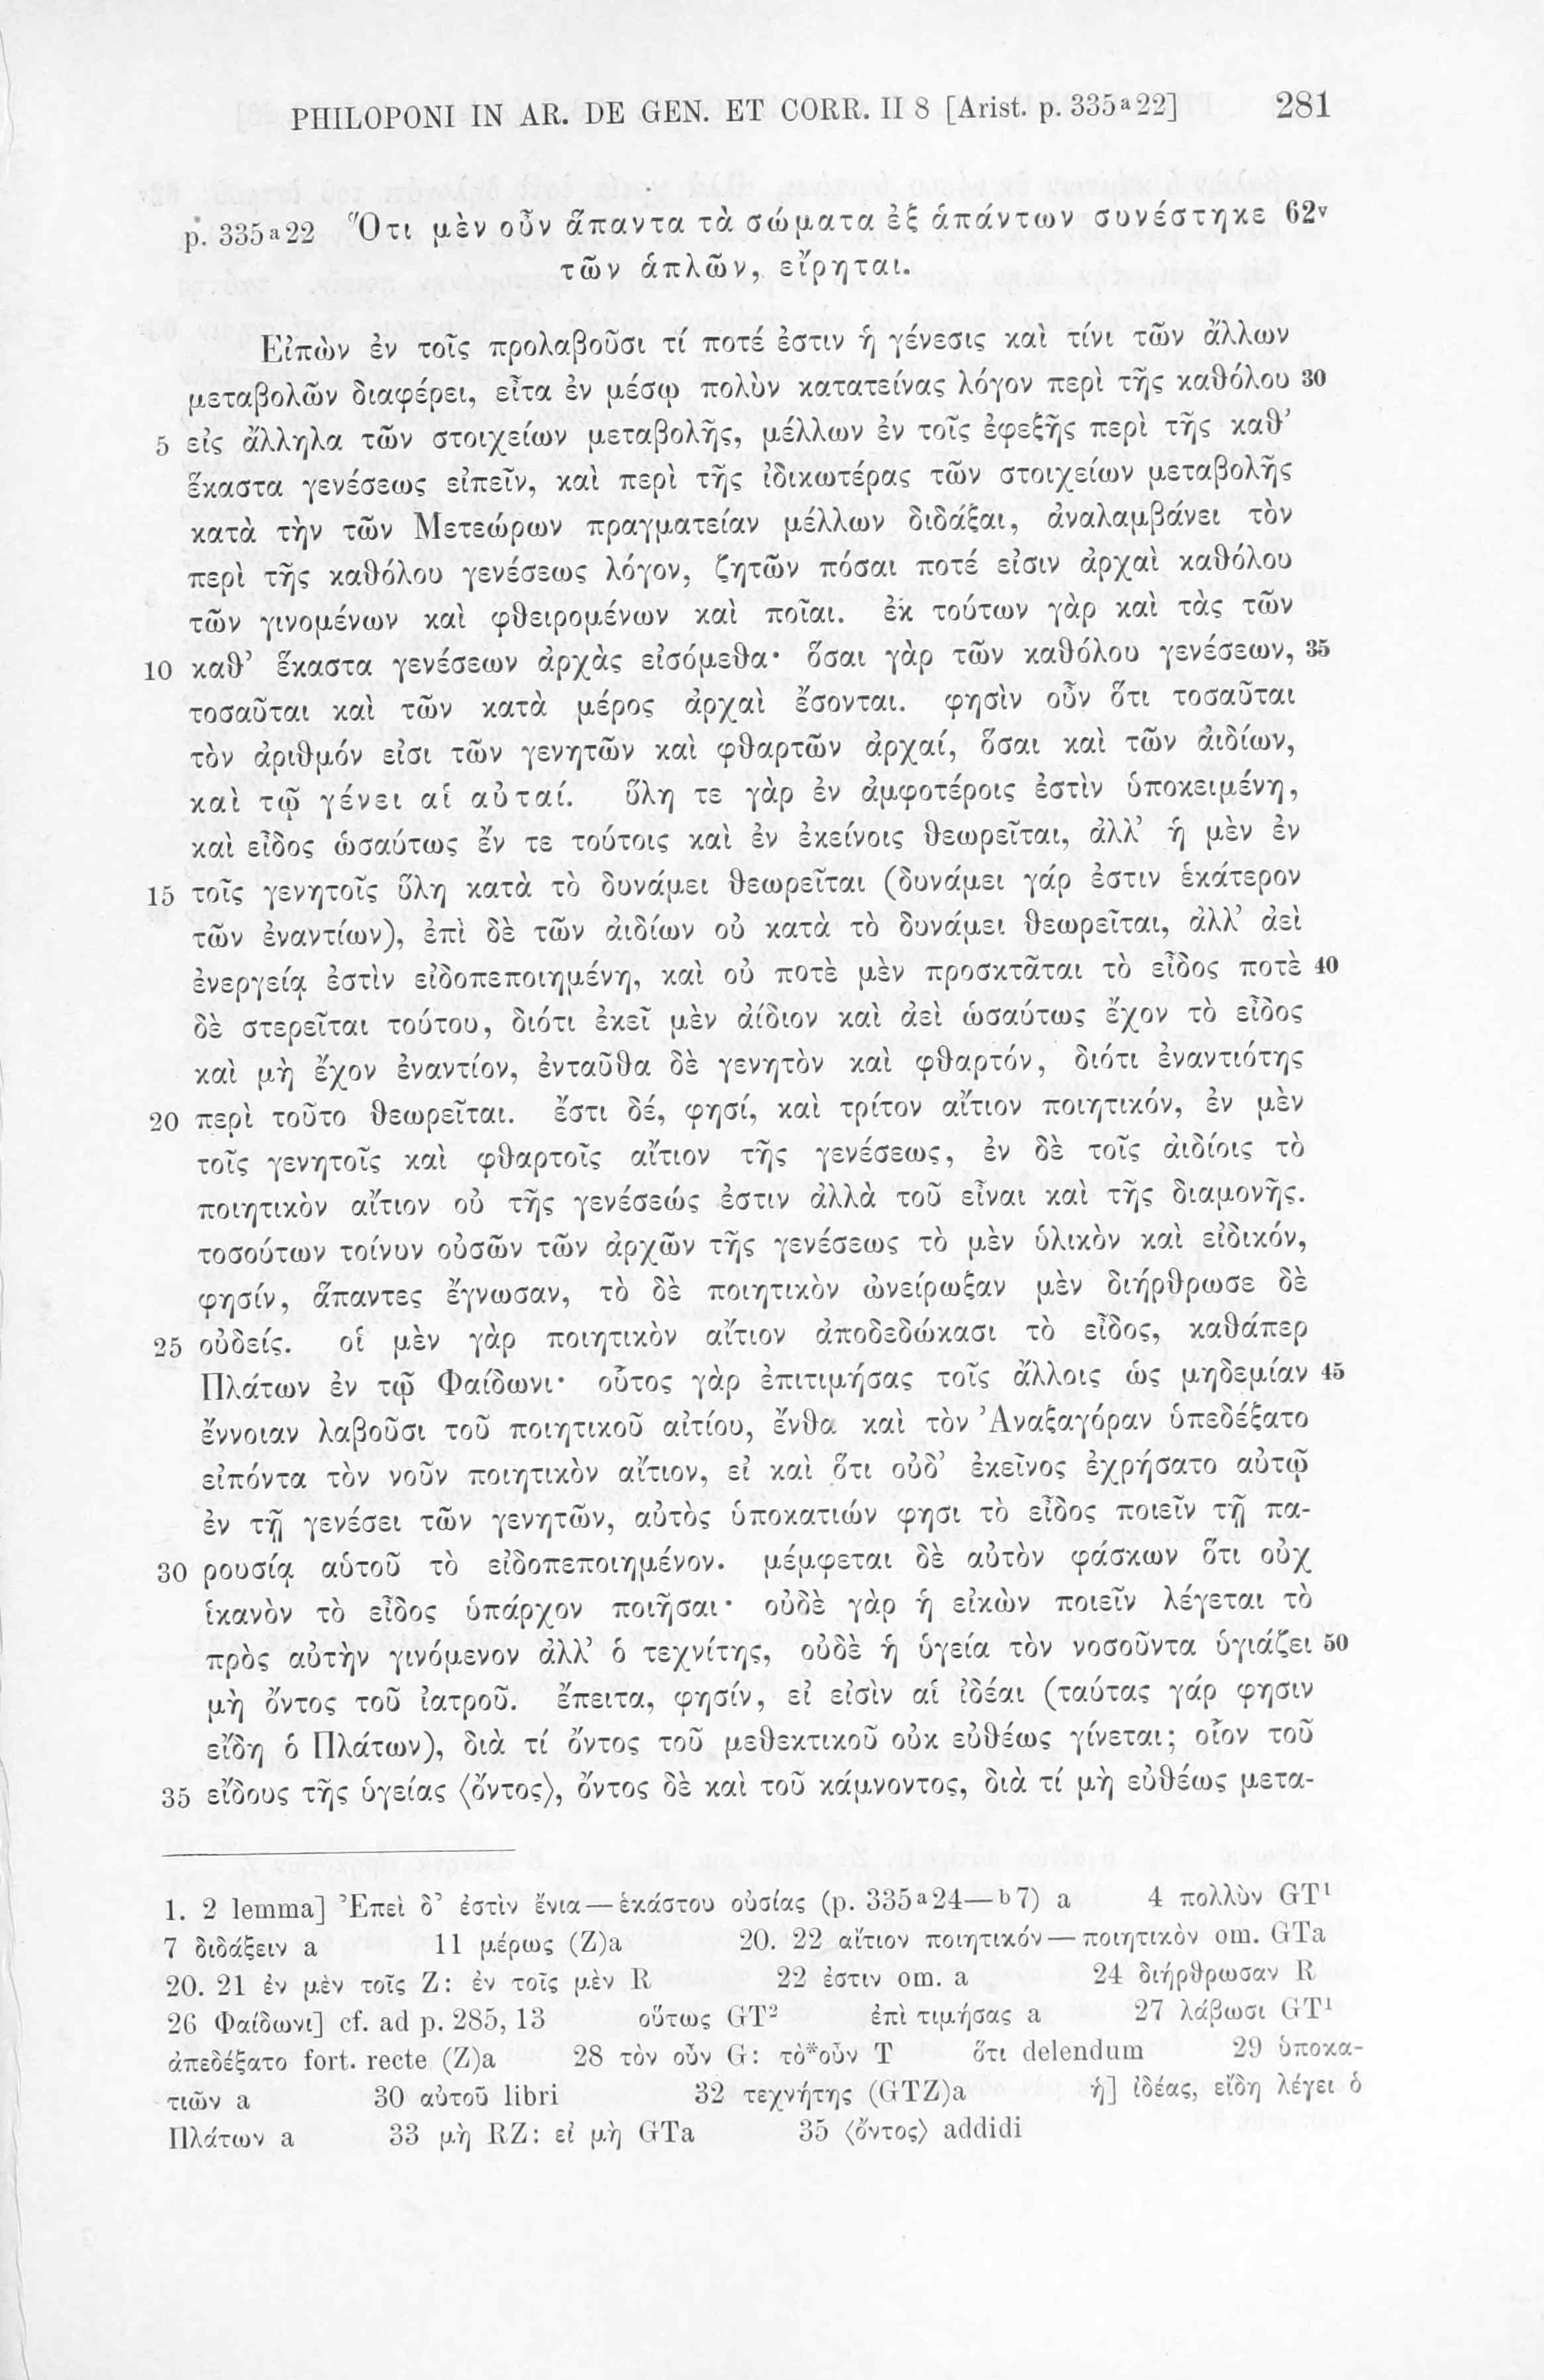 PHILOPONI IN AR. DE GEN. ET CORR. II 8 [Arist. p. 335ª22] 281
p. 335ª22 Ὅτι μὲν οὖν ἅπαντα τὰ σώματα ἐξ ἁπάντων συνέστηκε 62ᵛ
τῶν ἁπλῶν, εἴρηται.
Εἰπὼν ἐν τοῖς προλαβοῦσι τί ποτέ ἐστιν ἡ γένεσις καὶ τίνι τῶν ἄλλων
μεταβολῶν διαφέρει, εἶτα ἐν μέσῳ πολὺν κατατείνας λόγον περὶ τῆς καθόλου 30
5 εἰς ἄλληλα τῶν στοιχείων μεταβολῆς, μέλλων ἐν τοῖς ἐφεξῆς περὶ τῆς καθ’
ἕκαστα γενέσεως εἰπεῖν, καὶ περὶ τῆς ἰδικωτέρας τῶν στοιχείων μεταβολῆς
κατὰ τὴν τῶν Μετεώρων πραγματείαν μέλλων διδάξαι, ἀναλαμβάνει τὸν
περὶ τῆς καθόλου γενέσεως λόγον, ζητῶν πόσαι ποτέ εἰσιν ἀρχαὶ καθόλου
τῶν γινομένων καὶ φθειρομένων καὶ ποῖαι. ἐκ τούτων γὰρ καὶ τὰς τῶν
10 καθ’ ἕκαστα γενέσεων ἀρχὰς εἰσόμεθα· ὅσαι γὰρ τῶν καθόλου γενέσεων, 35
τοσαῦται καὶ τῶν κατὰ μέρος ἀρχαὶ ἔσονται. φησὶν οὖν ὅτι τοσαῦται
τὸν ἀριθμόν εἰσι τῶν γενητῶν καὶ φθαρτῶν ἀρχαί, ὅσαι καὶ τῶν ἀιδίων,
καὶ τῷ γένει αἱ αὐταί. ὕλη τε γὰρ ἐν ἀμφοτέροις ἐστὶν ὑποκειμένη,
καὶ εἶδος ὡσαύτως ἔν τε τούτοις καὶ ἐν ἐκείνοις θεωρεῖται, ἀλλ’ ἡ μὲν ἐν
15 τοῖς γενητοῖς ὕλη κατὰ τὸ δυνάμει θεωρεῖται (δυνάμει γάρ ἐστιν ἑκάτερον
τῶν ἐναντίων), ἐπὶ δὲ τῶν ἀιδίων οὐ κατὰ τὸ δυνάμει θεωρεῖται, ἀλλ’ ἀεὶ
ἐνεργείᾳ ἐστὶν εἰδοπεποιημένη, καὶ οὐ ποτὲ μὲν προσκτᾶται τὸ εἶδος ποτὲ 40
δὲ στερεῖται τούτου, διότι ἐκεῖ μὲν ἀίδιον καὶ ἀεὶ ὡσαύτως ἔχον τὸ εἶδος
καὶ μὴ ἔχον ἐναντίον, ἐνταῦθα δὲ γενητὸν καὶ φθαρτόν, διότι ἐναντιότης
20 περὶ τοῦτο θεωρεῖται. ἔστι δέ, φησί, καὶ τρίτον αἴτιον ποιητικόν, ἐν μὲν
τοῖς γενητοῖς καὶ φθαρτοῖς αἴτιον τῆς γενέσεως, ἐν δὲ τοῖς ἀιδίοις τὸ
ποιητικὸν αἴτιον οὐ τῆς γενέσεώς ἐστιν ἀλλὰ τοῦ εἶναι καὶ τῆς διαμονῆς.
τοσούτων τοίνυν οὐσῶν τῶν ἀρχῶν τῆς γενέσεως τὸ μὲν ὑλικὸν καὶ εἰδικόν,
φησίν, ἅπαντες ἔγνωσαν, τὸ δὲ ποιητικὸν ὠνείρωξαν μὲν διήρθρωσε δὲ
25 οὐδείς. οἱ μὲν γὰρ ποιητικὸν αἴτιον ἀποδεδώκασι τὸ εἶδος, καθάπερ
Πλάτων ἐν τῷ Φαίδωνι· οὗτος γὰρ ἐπιτιμήσας τοῖς ἄλλοις ὡς μηδεμίαν 45
ἔννοιαν λαβοῦσι τοῦ ποιητικοῦ αἰτίου, ἔνθα καὶ τὸν Ἀναξαγόραν ὑπεδέξατο
εἰπόντα τὸν νοῦν ποιητικὸν αἴτιον, εἰ καὶ ὅτι οὐδ’ ἐκεῖνος ἐχρήσατο αὐτῷ
ἐν τῇ γενέσει τῶν γενητῶν, αὐτὸς ὑποκατιών φησι τὸ εἶδος ποιεῖν τῇ πα-
30 ρουσίᾳ αὑτοῦ τὸ εἰδοπεποιημένον. μέμφεται δὲ αὐτὸν φάσκων ὅτι οὐχ
ἱκανὸν τὸ εἶδος ὑπάρχον ποιῆσαι· οὐδὲ γὰρ ἡ εἰκὼν ποιεῖν λέγεται τὸ
πρὸς αὐτὴν γινόμενον ἀλλ’ ὁ τεχνίτης, οὐδὲ ἡ ὑγεία τὸν νοσοῦντα ὑγιάζει 50
μὴ ὄντος τοῦ ἰατροῦ. ἔπειτα, φησίν, εἰ εἰσὶν αἱ ἰδέαι (ταύτας γάρ φησιν
εἴδη ὁ Πλάτων), διὰ τί ὄντος τοῦ μεθεκτικοῦ οὐκ εὐθέως γίνεται; οἷον τοῦ
35 εἴδους τῆς ὑγείας ⟨ὄντος⟩, ὄντος δὲ καὶ τοῦ κάμνοντος, διὰ τί μὴ εὐθέως μετα-
1. 2 lemma] Ἐπεὶ δ’ ἐστὶν ἔνια — ἑκάστου οὐσίας (p. 335ª24—ᵇ7) a 4 πολλὺν GT¹
7 διδάξειν a 11 μέρως (Z)a 20. 22 αἴτιον ποιητικόν — ποιητικὸν om. GTa
20. 21 ἐν μὲν τοῖς Z: ἐν τοῖς μὲν R 22 ἐστιν om. a 24 διήρθρωσαν R
26 Φαίδωνι] cf. ad p. 285, 13 οὕτως GT² ἐπὶ τιμήσας a 27 λάβωσι GT¹
ἀπεδέξατο fort. recte (Z)a 28 τὸν οὖν G: τὸ*οὖν T ὅτι delendum 29 ὑποκα-
τιῶν a 30 αὐτοῦ libri 32 τεχνήτης (GTZ)a ἡ] ἰδέας, εἴδη λέγει ὁ
Πλάτων a 33 μὴ RZ: εἰ μὴ GTa 35 ⟨ὄντος⟩ addidi